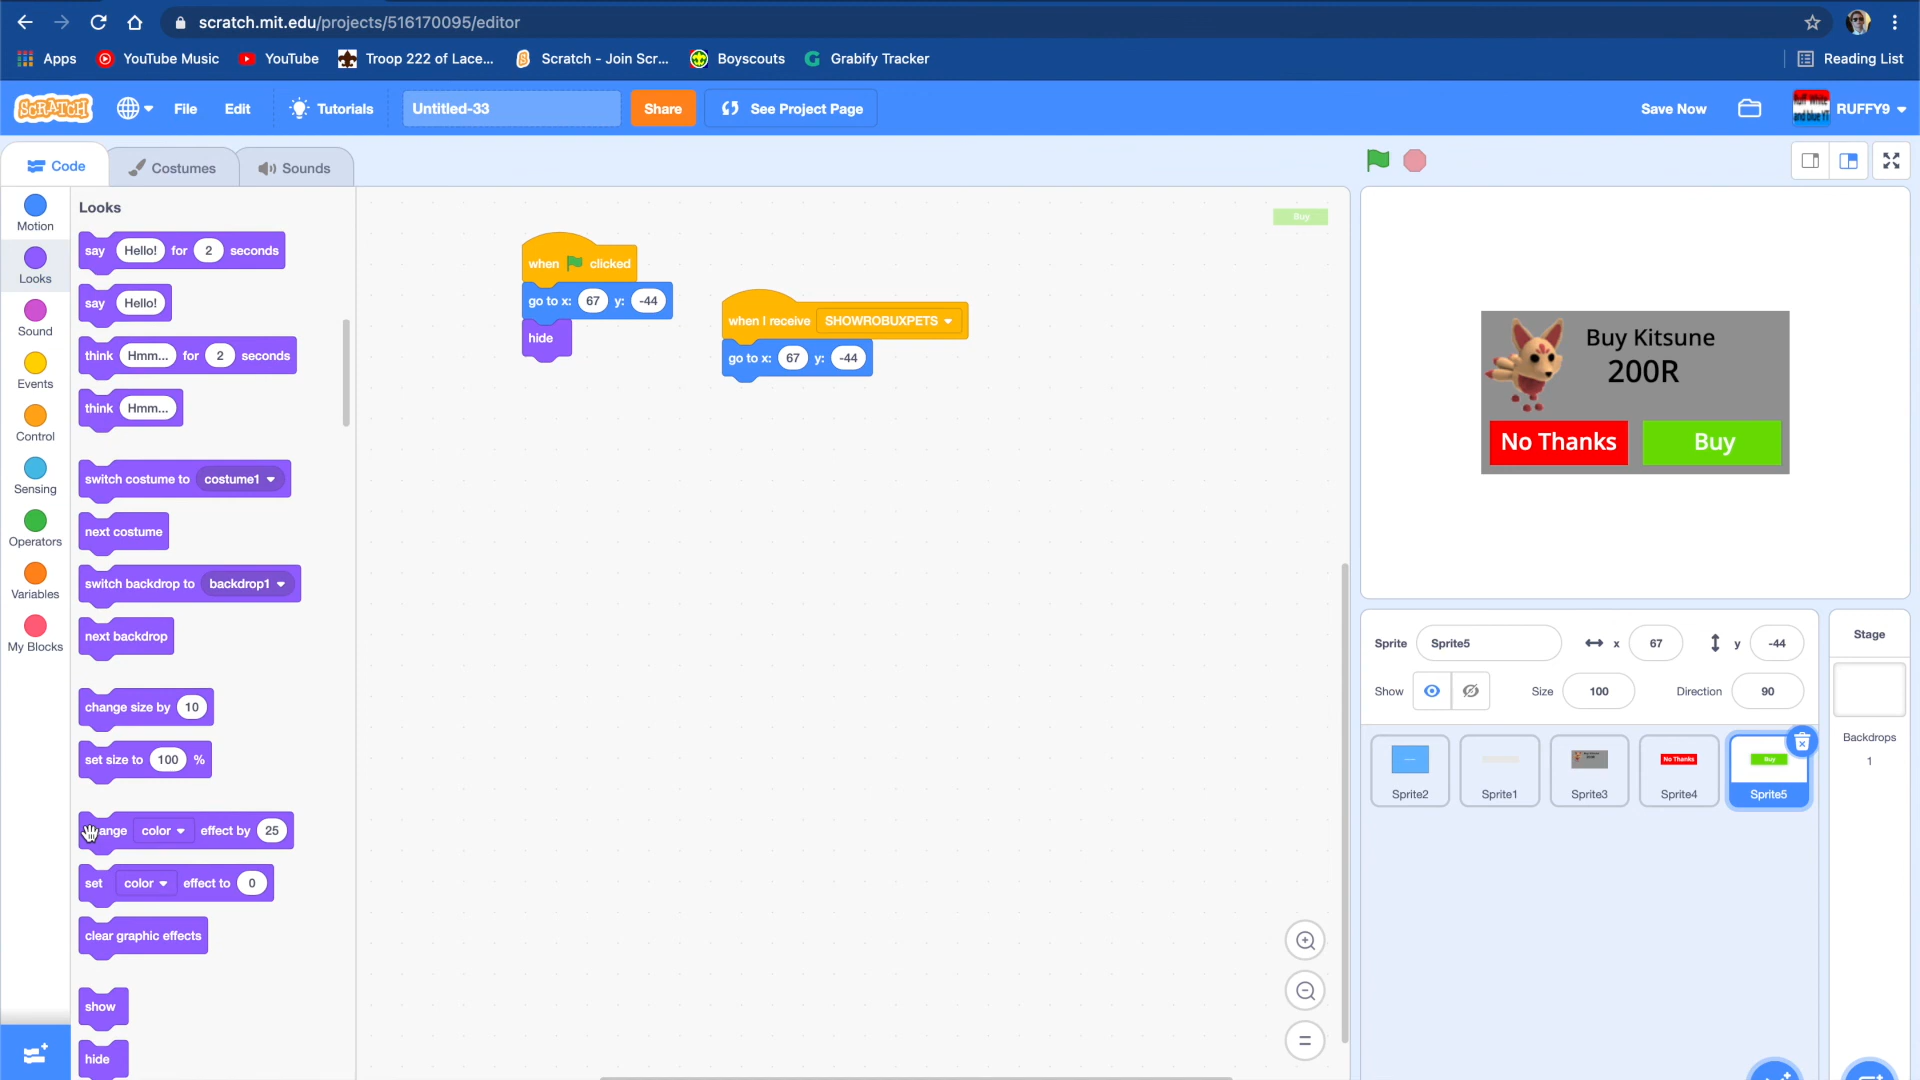 scratch.mit.edu/projects/516170095/editor
Apps YouTube Music YouTube Troop 222 of Lace... Scratch - Join Scr... Boyscouts Grabify Tracker Reading List
SCRATCH File Edit Tutorials Untitled-33 Share See Project Page Save Now RUFFY9
Code Costumes Sounds
Motion
Looks
Sound
Events
Control
Sensing
Operators
Variables
My Blocks
Looks
say Hello! for 2 seconds
say Hello!
think Hmm... for 2 seconds
think Hmm...
switch costume to costume1
next costume
switch backdrop to backdrop1
next backdrop
change size by 10
set size to 100 %
ange color effect by 25
set color effect to 0
clear graphic effects
show
hide
when clicked
go to x: 67 y: -44
hide
when I receive SHOWROBUXPETS
go to x: 67 y: -44
Buy
Buy Kitsune
200R
No Thanks Buy
Sprite Sprite5 x 67 y -44
Show Size 100 Direction 90
Sprite2 Sprite1 Sprite3
No Thanks
Sprite4
Buy
Sprite5
Stage
Backdrops
1